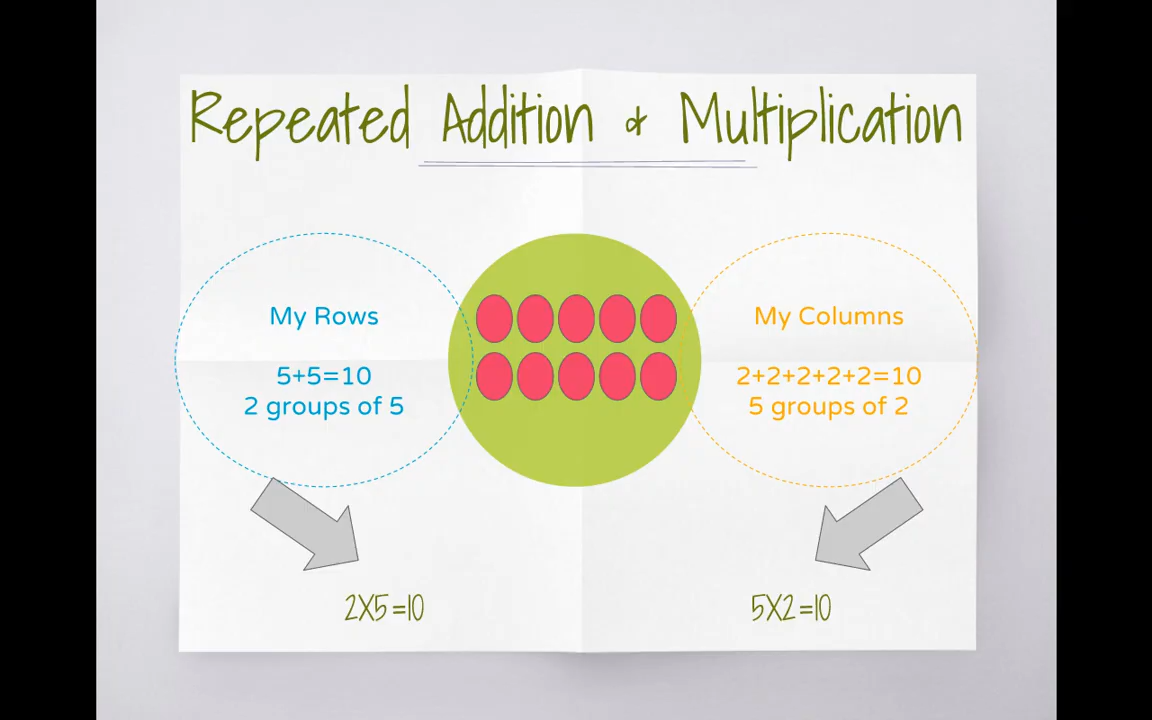 Repeated Addition & Multiplication
My Rows
5+5=10
2 groups of 5
My Columns
2+2+2+2+2=10
5 groups of 2
2X5=10
5X2=10